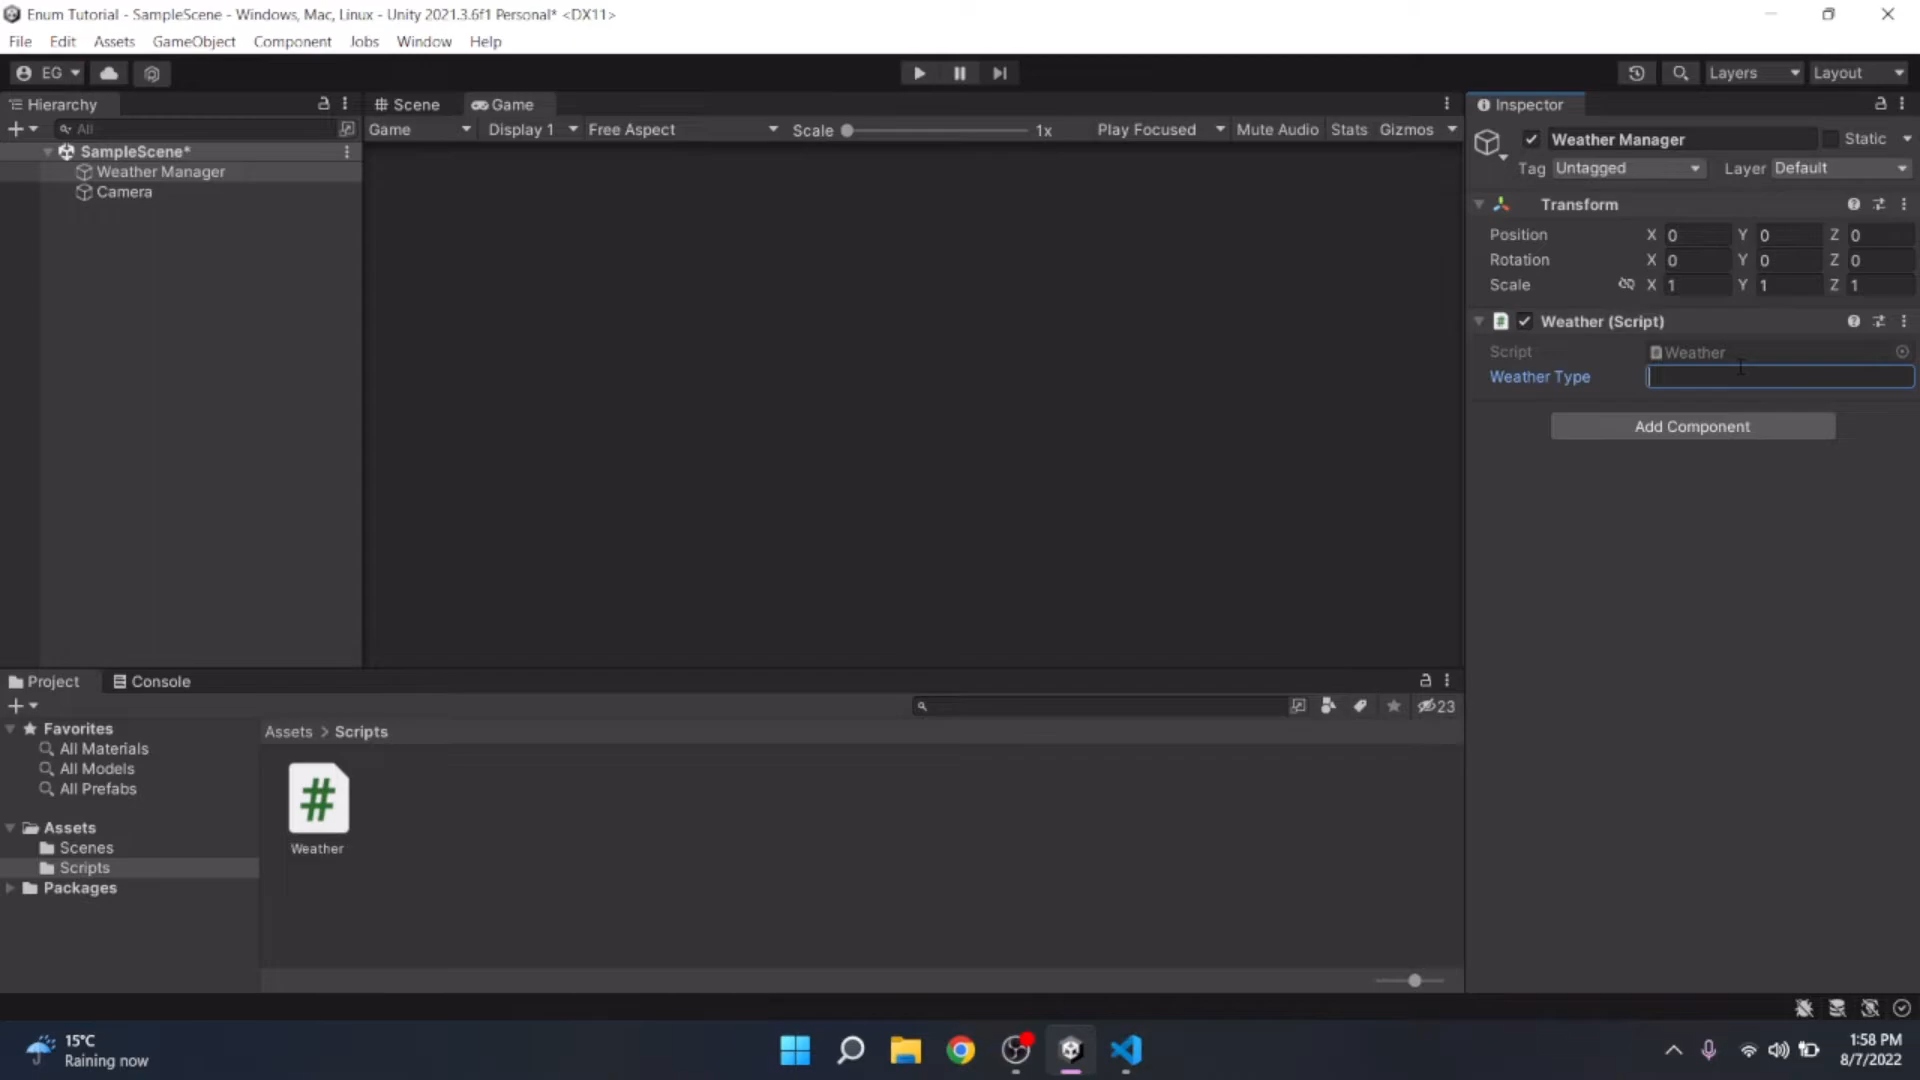 Enum Tutorial - SampleScene - Windows, Mac, Linux - Unity 2021.3.6f1 Personal* <DX11>
File Edit Assets GameObject Component Jobs Window Help
EG
Layers Layout
Hierarchy
All
SampleScene*
Weather Manager
Camera
Scene Game
Game Display 1 Free Aspect Scale 1x Play Focused Mute Audio Stats Gizmos
Inspector
Weather Manager Static
Tag Untagged Layer Default
Transform
Position X 0 Y 0 Z 0
Rotation X 0 Y 0 Z 0
Scale X 1 Y 1 Z 1
# Weather (Script)
Script Weather
Weather Type
Add Component
Project Console
23
Favorites
All Materials
All Models
All Prefabs
Assets
Scenes
Scripts
Packages
Assets > Scripts
#
Weather
15°C
Raining now
1:58 PM
8/7/2022